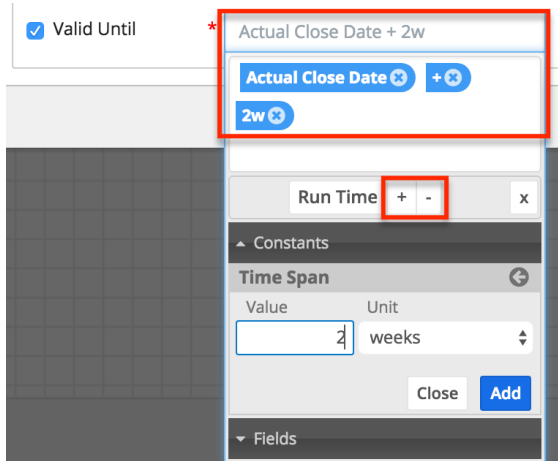 Valid Until * Actual Close Date + 2w
Actual Close Date +
2w
Run Time + - x
Constants
Time Span
Value Unit
2 weeks
Close Add
Fields